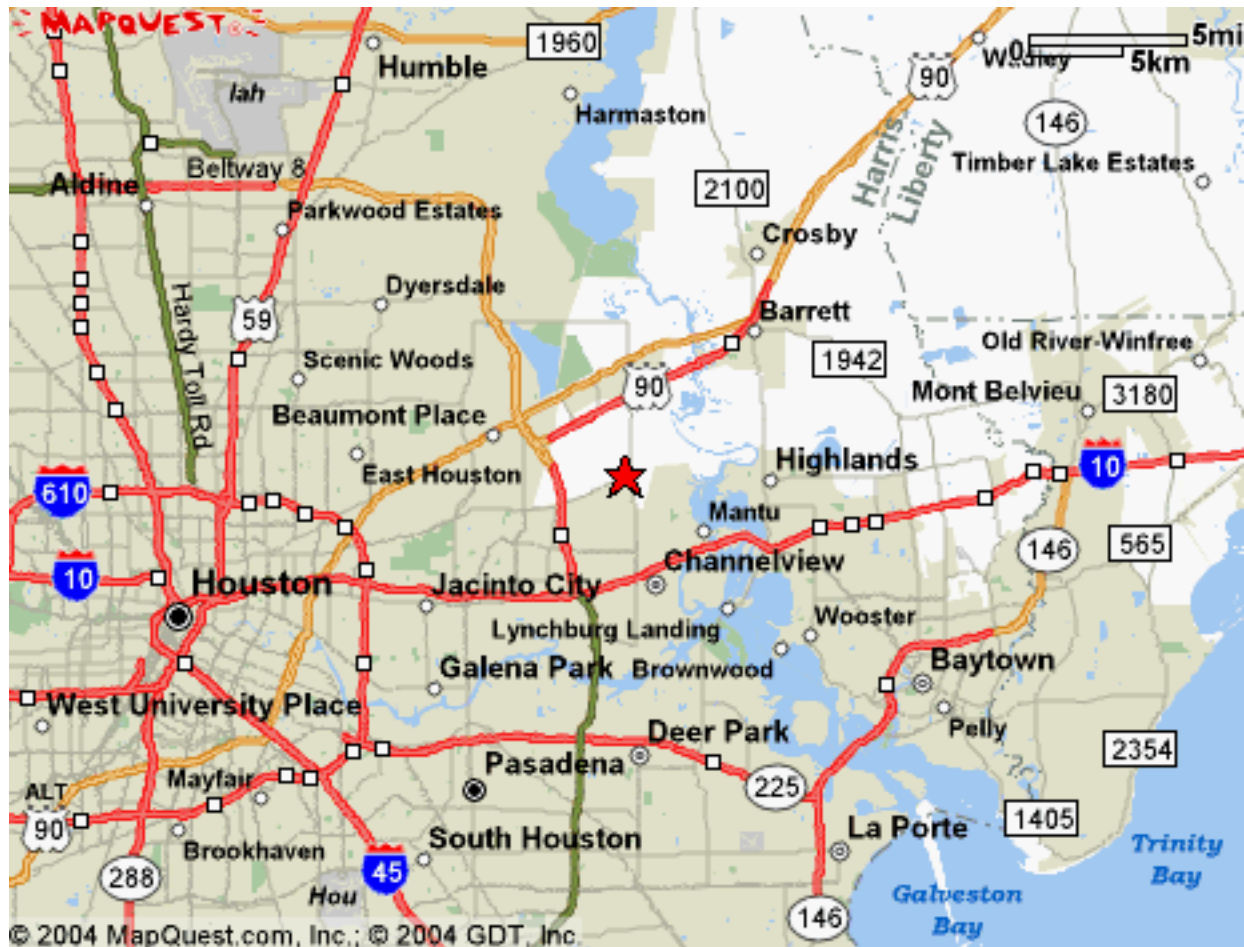 MAPQUEST®
1960
5mi
0
5km
Humble
Iah
Harmaston
90
Wadley
146
Harris
Liberty
Timber Lake Estates
Beltway 8
Aldine
2100
Parkwood Estates
Crosby
Dyersdale
Hardy Toll Rd
59
Barrett
Scenic Woods
1942
Old River-Winfree
90
Mont Belvieu
3180
Beaumont Place
East Houston
Highlands
10
610
Mantu
Channelview
146
565
10
Houston
Jacinto City
Lynchburg Landing
Wooster
Galena Park
Brownwood
Baytown
West University Place
Pelly
Deer Park
2354
Pasadena
Mayfair
225
ALT
90
1405
South Houston
La Porte
Brookhaven
Trinity
Bay
288
Hou
45
Galveston
Bay
146
© 2004 MapQuest.com, Inc.; © 2004 GDT, Inc.